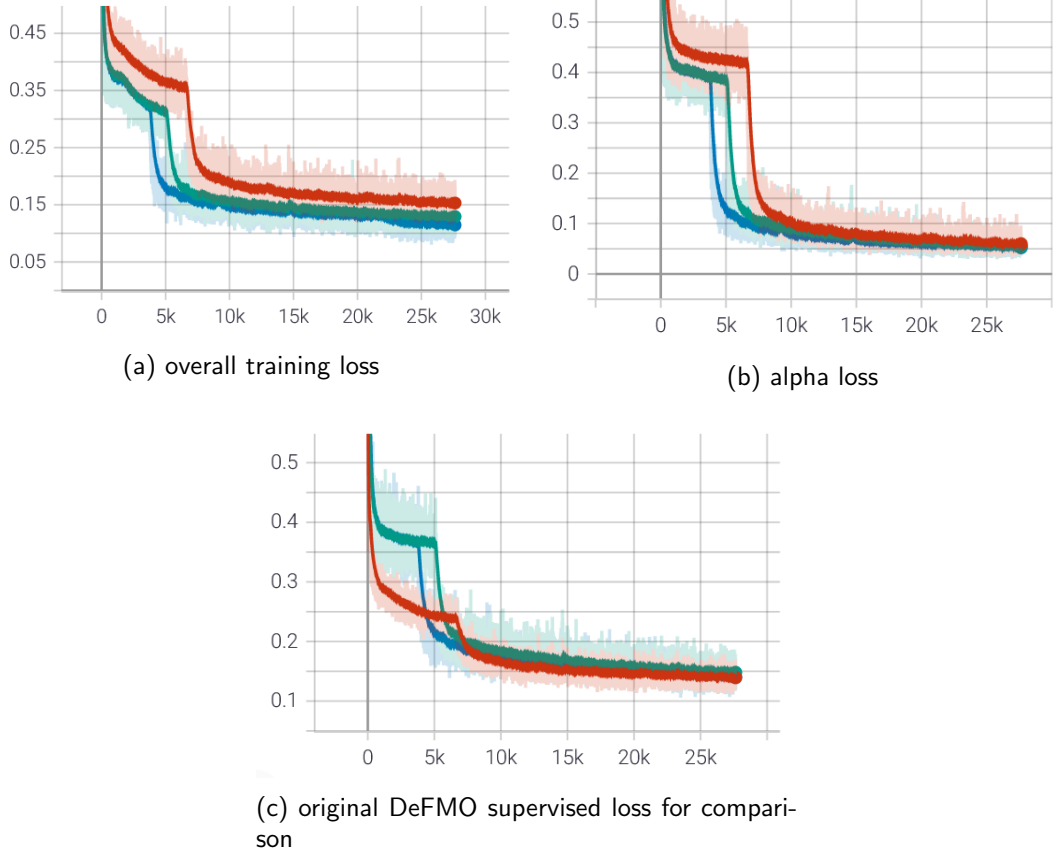 0.45
0.35
0.25
0.15
0.05
0 5k 10k 15k 20k 25k 30k
(a) overall training loss
0.5
0.4
0.3
0.2
0.1
0
0 5k 10k 15k 20k 25k
(b) alpha loss
0.5
0.4
0.3
0.2
0.1
0 5k 10k 15k 20k 25k
(c) original DeFMO supervised loss for compari-
son